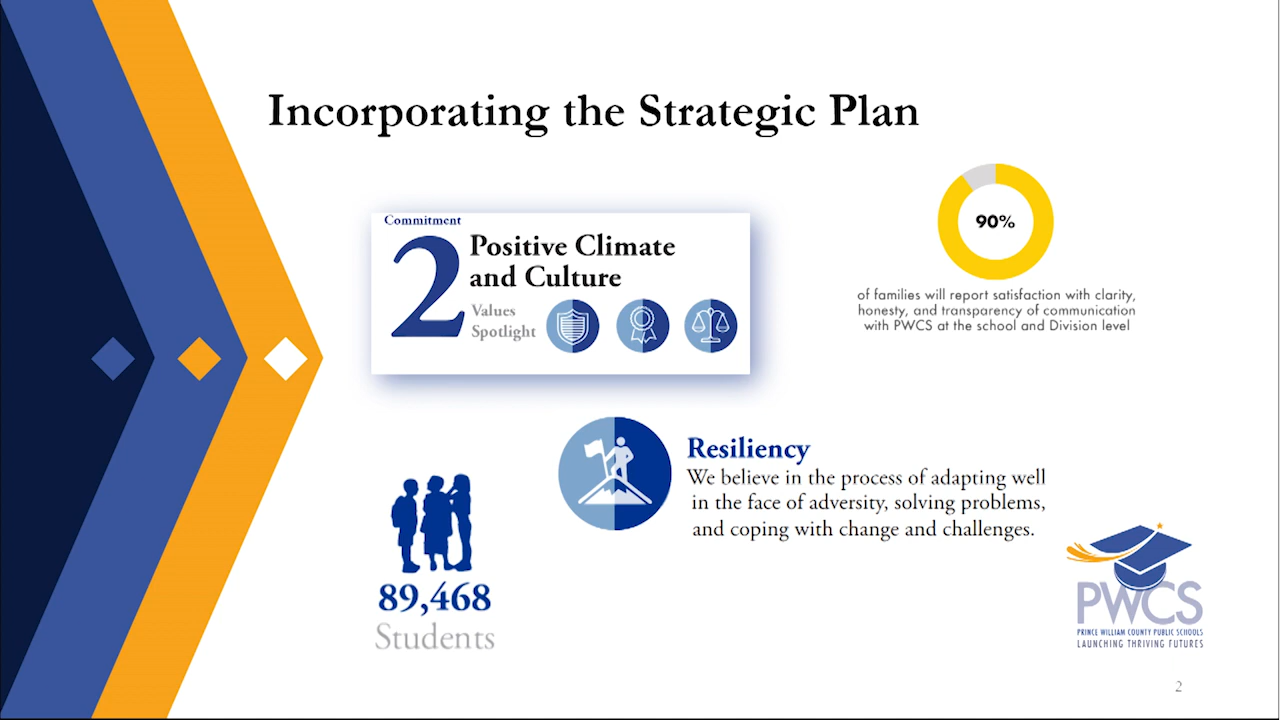 Incorporating the Strategic Plan
Commitment
2
Positive Climate
and Culture
Values
Spotlight
90%
of families will report satisfaction with clarity,
honesty, and transparency of communication
with PWCS at the school and Division level
Resiliency
We believe in the process of adapting well
in the face of adversity, solving problems,
and coping with change and challenges.
89,468
Students
PWCS
PRINCE WILLIAM COUNTY PUBLIC SCHOOLS
LAUNCHING THRIVING FUTURES
2